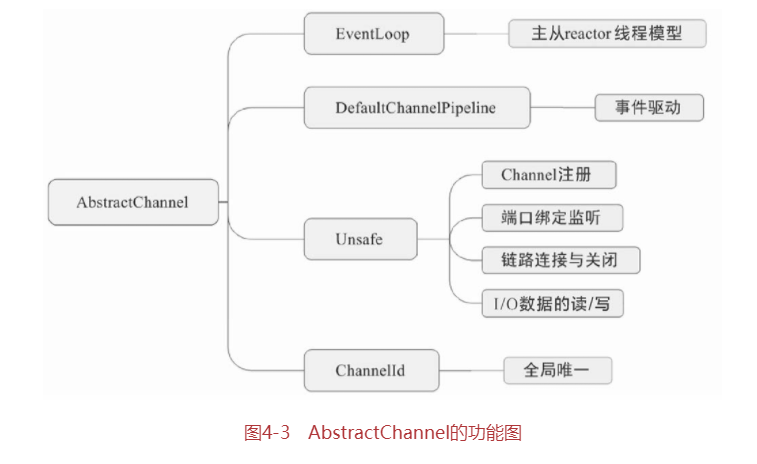 EventLoop
主从reactor 线程模型
DefaultChannelPipeline
事件驱动
AbstractChannel
Unsafe
Channel注册
端口绑定监听
链路连接与关闭
I/O数据的读/写
ChannelId
全局唯一
图4-3 AbstractChannel的功能图